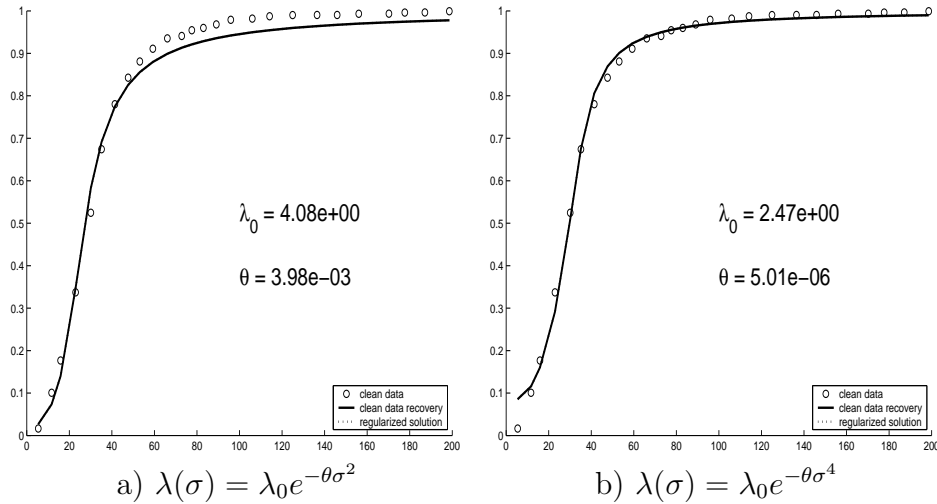 1
0.9
0.8
0.7
0.6
0.5
0.4
0.3
0.2
0.1
0
0 20 40 60 80 100 120 140 160 180 200
λ₀ = 4.08e+00
θ = 3.98e−03
clean data
clean data recovery
regularized solution
a) λ(σ) = λ₀e^{−θσ²}
1
0.9
0.8
0.7
0.6
0.5
0.4
0.3
0.2
0.1
0
0 20 40 60 80 100 120 140 160 180 200
λ₀ = 2.47e+00
θ = 5.01e−06
clean data
clean data recovery
regularized solution
b) λ(σ) = λ₀e^{−θσ⁴}